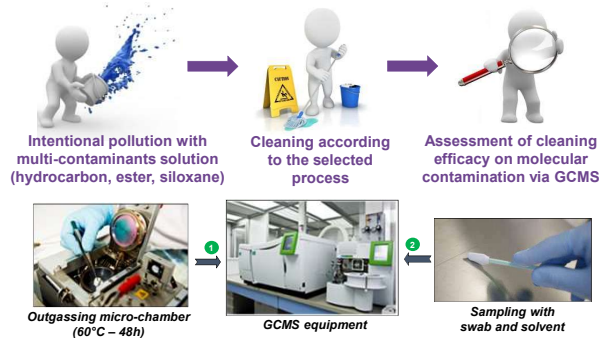 CAUTION
Intentional pollution with
multi-contaminants solution
(hydrocarbon, ester, siloxane)
Cleaning according
to the selected
process
Assessment of cleaning
efficacy on molecular
contamination via GCMS
1
2
Outgassing micro-chamber
(60°C – 48h)
GCMS equipment
Sampling with
swab and solvent